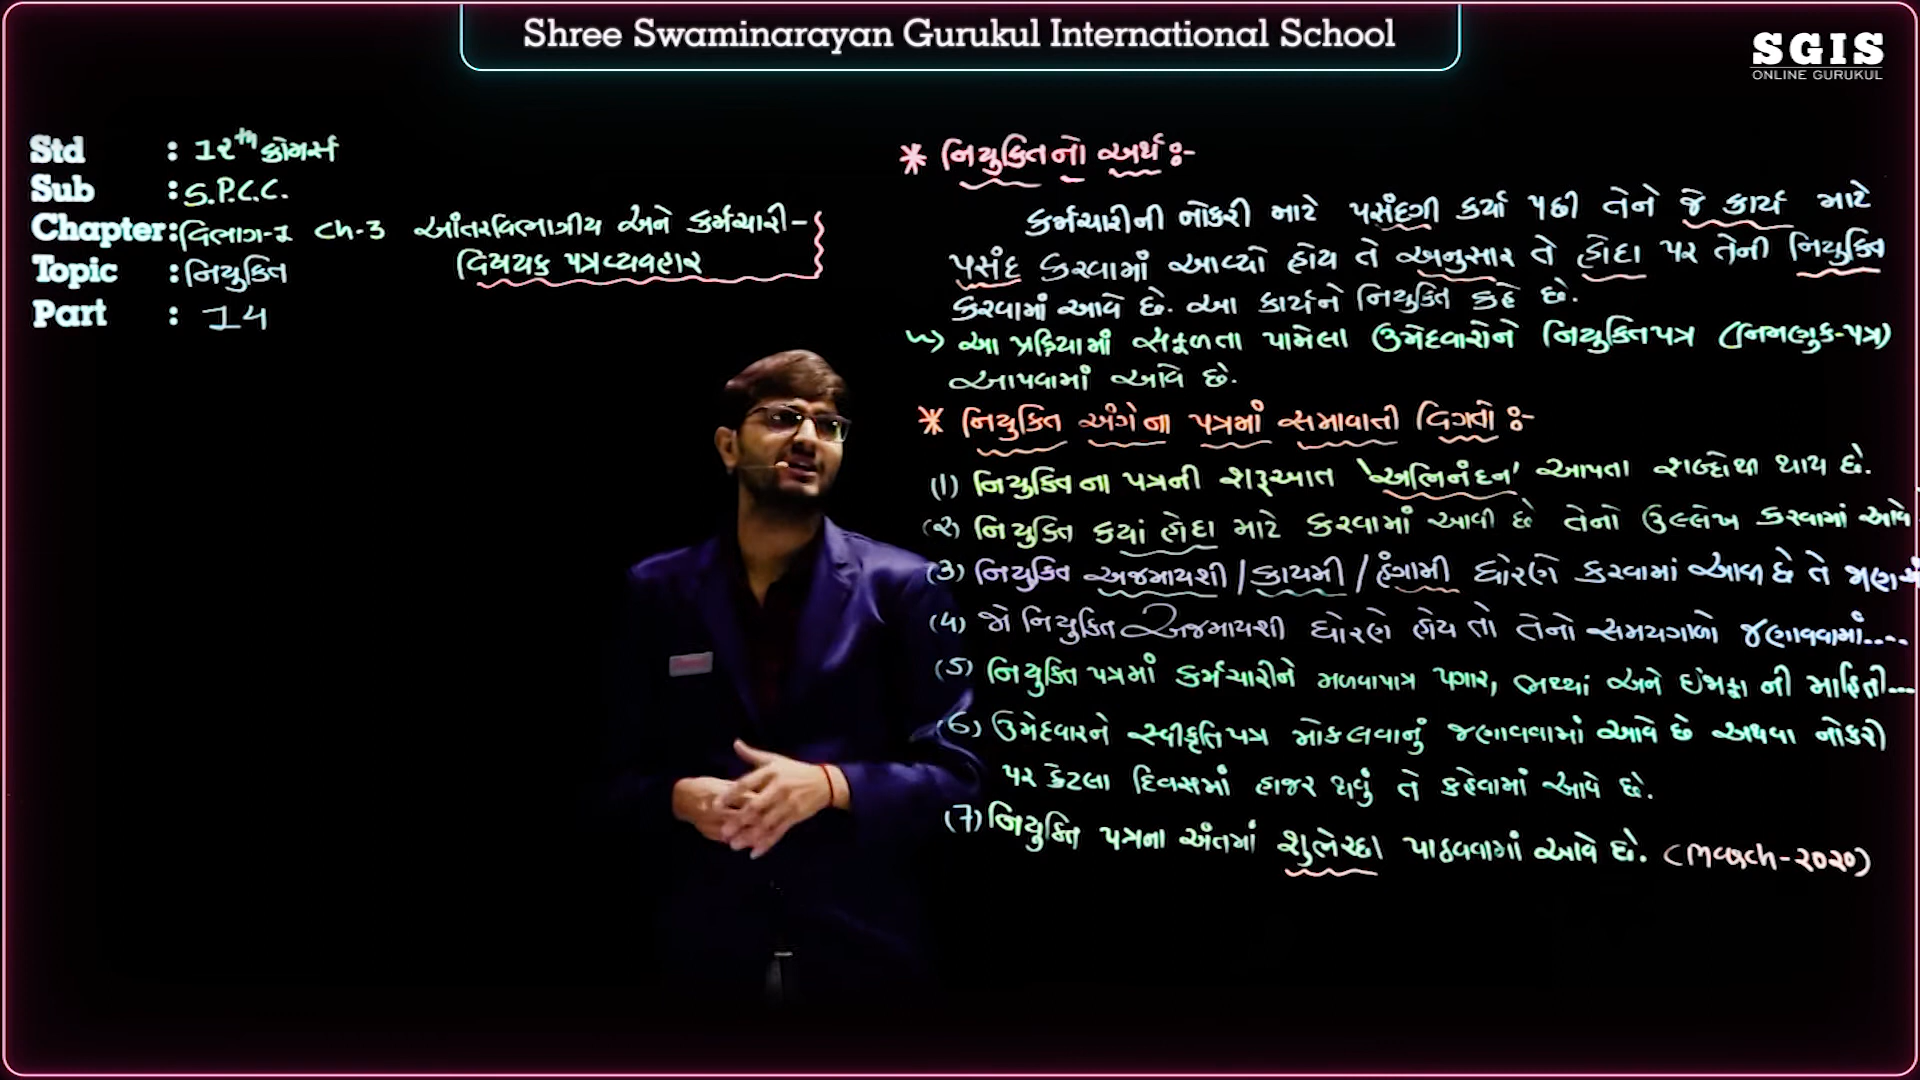 Shree Swaminarayan Gurukul International School
SGIS
ONLINE GURUKUL
Std : 12th કોમર્સ
Sub : S.P.C.C.
Chapter : વિભાગ-1 Ch-3 આંતરવિભાગીય અને કર્મચારી-
વિષયક પત્રવ્યવહાર
Topic : નિયુક્તિ
Part : 14
* નિયુક્તિનો અર્થ :-
કર્મચારીની નોકરી માટે પસંદગી કર્યા પછી તેને જે કાર્ય માટે
પસંદ કરવામાં આવ્યો હોય તે અનુસાર તે હોદા પર તેની નિયુક્તિ
કરવામાં આવે છે. આ કાર્યને નિયુક્તિ કહે છે.
આ પ્રક્રિયામાં સફળતા પામેલા ઉમેદવારોને નિયુક્તિપત્ર (નિમણુક-પત્ર)
આપવામાં આવે છે.
* નિયુક્તિ અંગેના પત્રમાં સમાવાતી વિગતો :-
(1) નિયુક્તિના પત્રની શરૂઆત 'અભિનંદન' આપતા શબ્દોથી થાય છે.
(2) નિયુક્તિ કયાં હોદા માટે કરવામાં આવી છે તેનો ઉલ્લેખ કરવામાં આવે
(3) નિયુક્તિ અજમાયશી / કાયમી / હંગામી ધોરણે કરવામાં આવી છે તે
(4) જો નિયુક્તિ અજમાયશી ધોરણે હોય તો તેનો સમયગાળો જણાવવામાં....
(5) નિયુક્તિ પત્રમાં કર્મચારીને મળવાપાત્ર પગાર, ભથ્થાં અને ઇજાફાની માહિતી...
(6) ઉમેદવારને સ્વીકૃતિપત્ર મોકલવાનું જણાવવામાં આવે છે અથવા નોકરી
પર કેટલા દિવસમાં હાજર થવું તે કહેવામાં આવે છે.
(7) નિયુક્તિ પત્રના અંતમાં શુભેચ્છા પાઠવવામાં આવે છે. (March-2020)